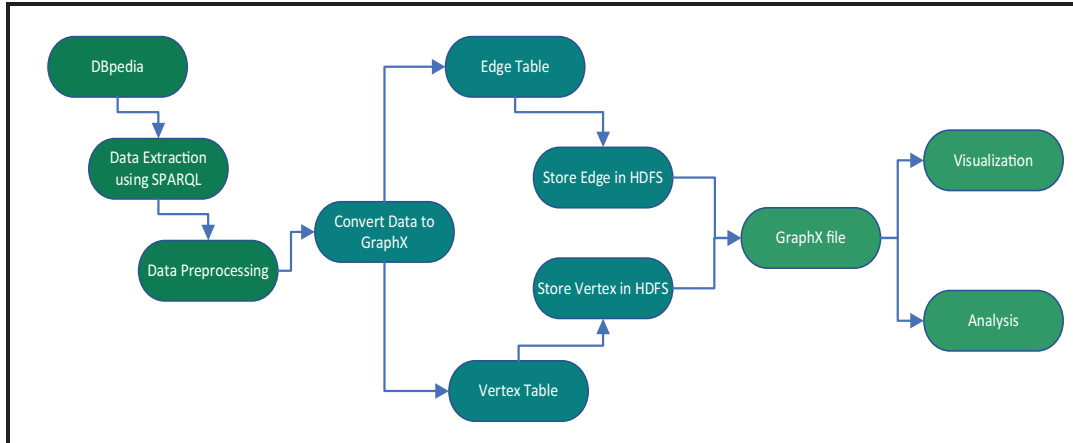 DBpedia
Data Extraction
using SPARQL
Data Preprocessing
Convert Data to
GraphX
Edge Table
Store Edge in HDFS
Store Vertex in HDFS
Vertex Table
GraphX file
Visualization
Analysis